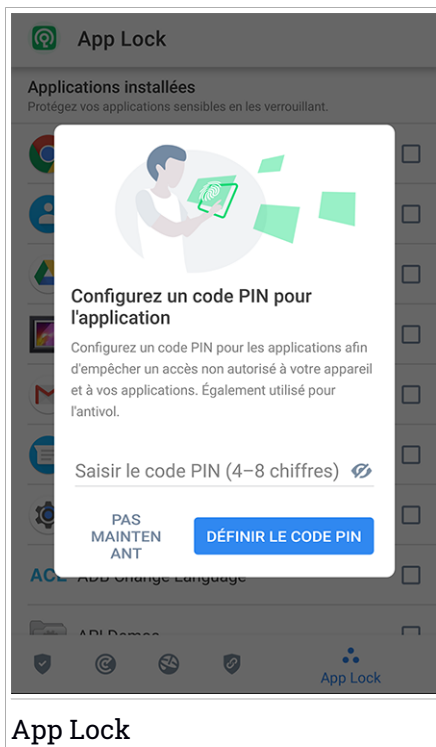 App Lock
Applications installées
Protégez vos applications sensibles en les verrouillant.
Configurez un code PIN pour
l'application
Configurez un code PIN pour les applications afin
d'empêcher un accès non autorisé à votre appareil
et à vos applications. Également utilisé pour
l'antivol.
Saisir le code PIN (4–8 chiffres)
PAS
MAINTEN
ANT
DÉFINIR LE CODE PIN
ACL ADB Change Language
API Demos
App Lock
App Lock